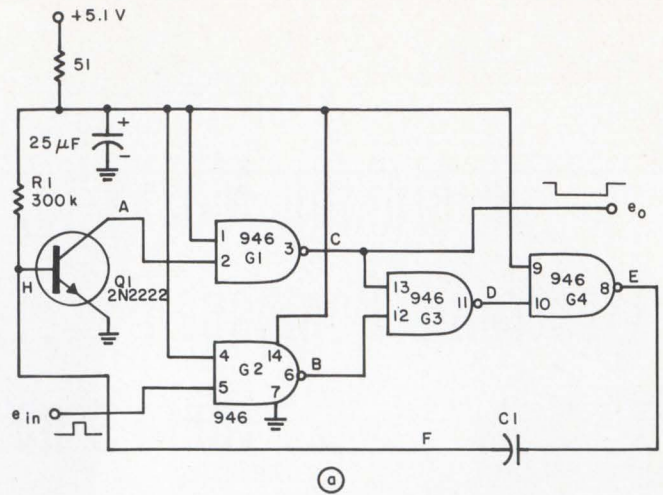 +5.1 V
51
25 µF
+
−
R1
300 k
A
H
Q1
2N2222
1
2
946
G1
3
C
e₀
13
12
946
G3
11
D
9
10
946
G4
8
E
4
5
G2
14
6
7
946
B
e in
F
C1
a